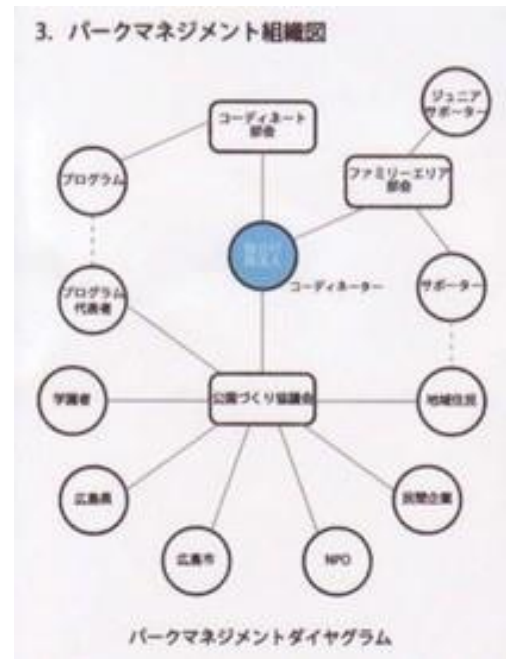 3. パークマネジメント組織図
ジュニア
サポーター
コーディネート
部会
ファミリーエリア
部会
プログラム
コーディネーター
サポーター
プログラム
代表者
学識者
公園づくり協議会
地域住民
広島県
民間企業
広島市
NPO
パークマネジメントダイヤグラム